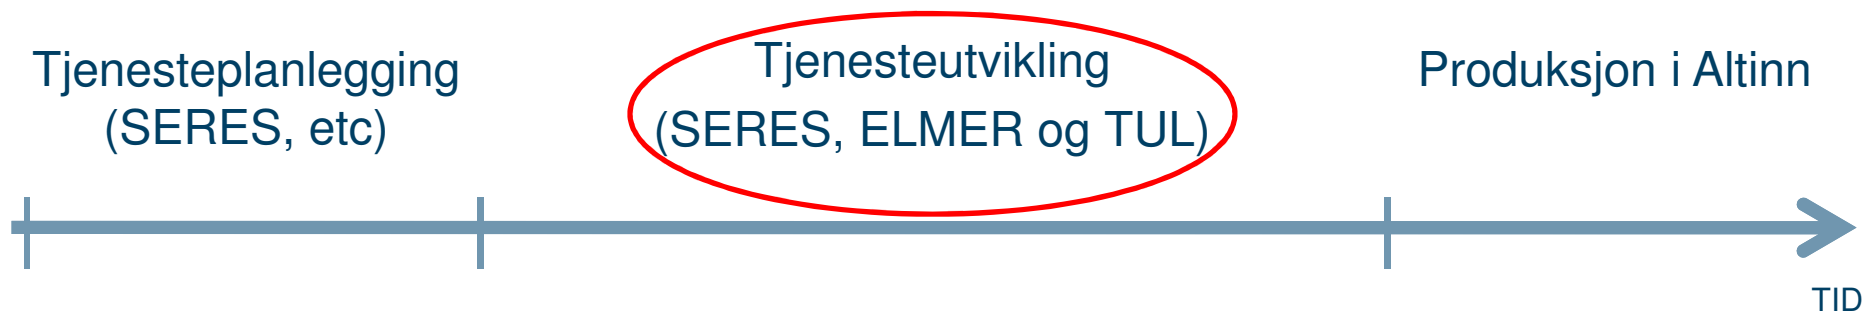 Tjenesteplanlegging
(SERES, etc)
Tjenesteutvikling
(SERES, ELMER og TUL)
Produksjon i Altinn
TID